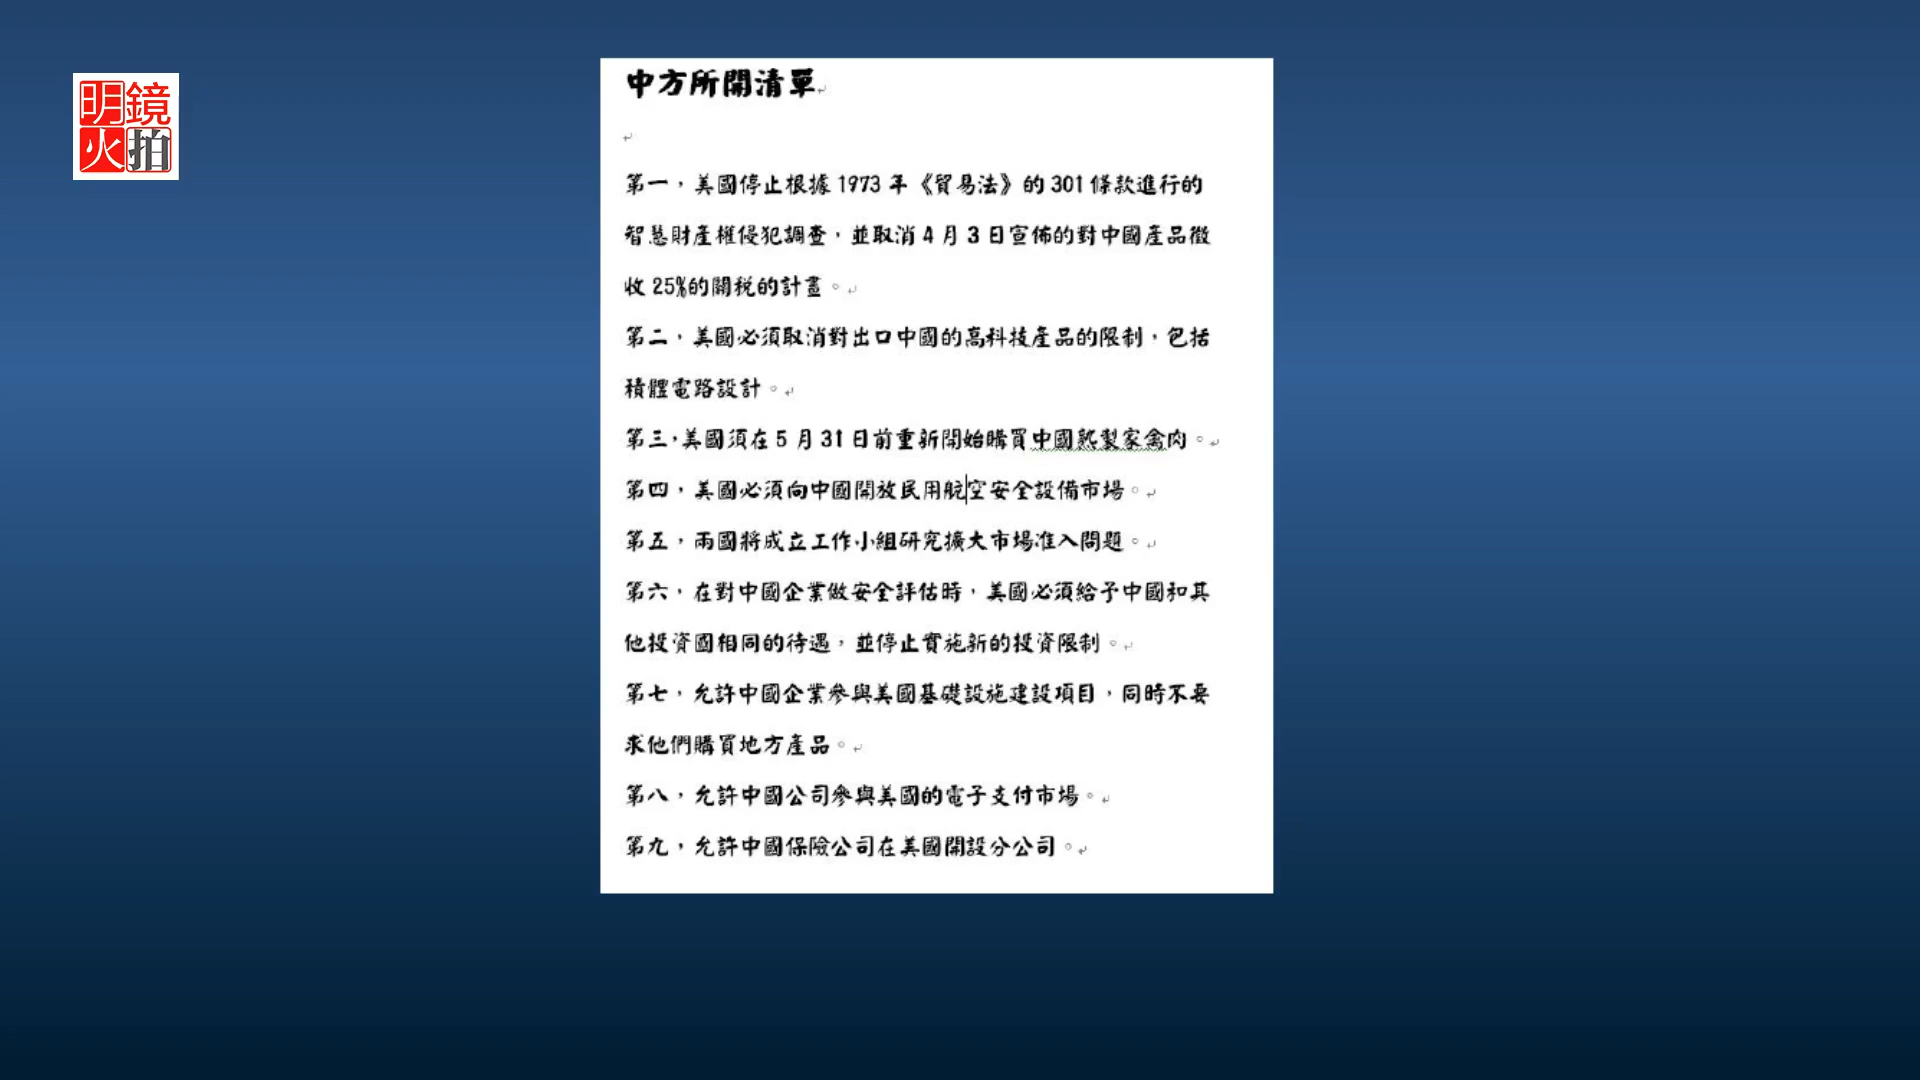 明鏡
火拍
中方所開清單
第一，美國停止根據1973年《貿易法》的301條款進行的
智慧財產權侵犯調查，並取消4月3日宣佈的對中國產品徵
收25%的關稅的計畫。
第二，美國必須取消對出口中國的高科技產品的限制，包括
積體電路設計。
第三，美國須在5月31日前重新開始購買中國熟製家禽肉。
第四，美國必須向中國開放民用航空安全設備市場。
第五，兩國將成立工作小組研究擴大市場准入問題。
第六，在對中國企業做安全評估時，美國必須給予中國和其
他投資國相同的待遇，並停止實施新的投資限制。
第七，允許中國企業參與美國基礎設施建設項目，同時不要
求他們購買地方產品。
第八，允許中國公司參與美國的電子支付市場。
第九，允許中國保險公司在美國開設分公司。